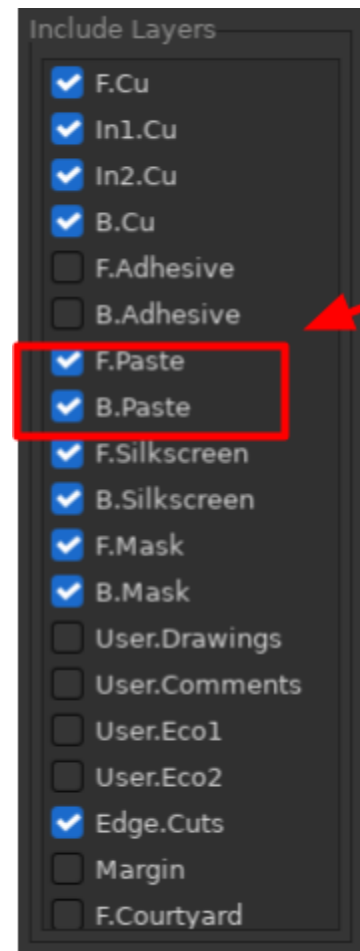 Include Layers
F.Cu
In1.Cu
In2.Cu
B.Cu
F.Adhesive
B.Adhesive
F.Paste
B.Paste
F.Silkscreen
B.Silkscreen
F.Mask
B.Mask
User.Drawings
User.Comments
User.Eco1
User.Eco2
Edge.Cuts
Margin
F.Courtyard